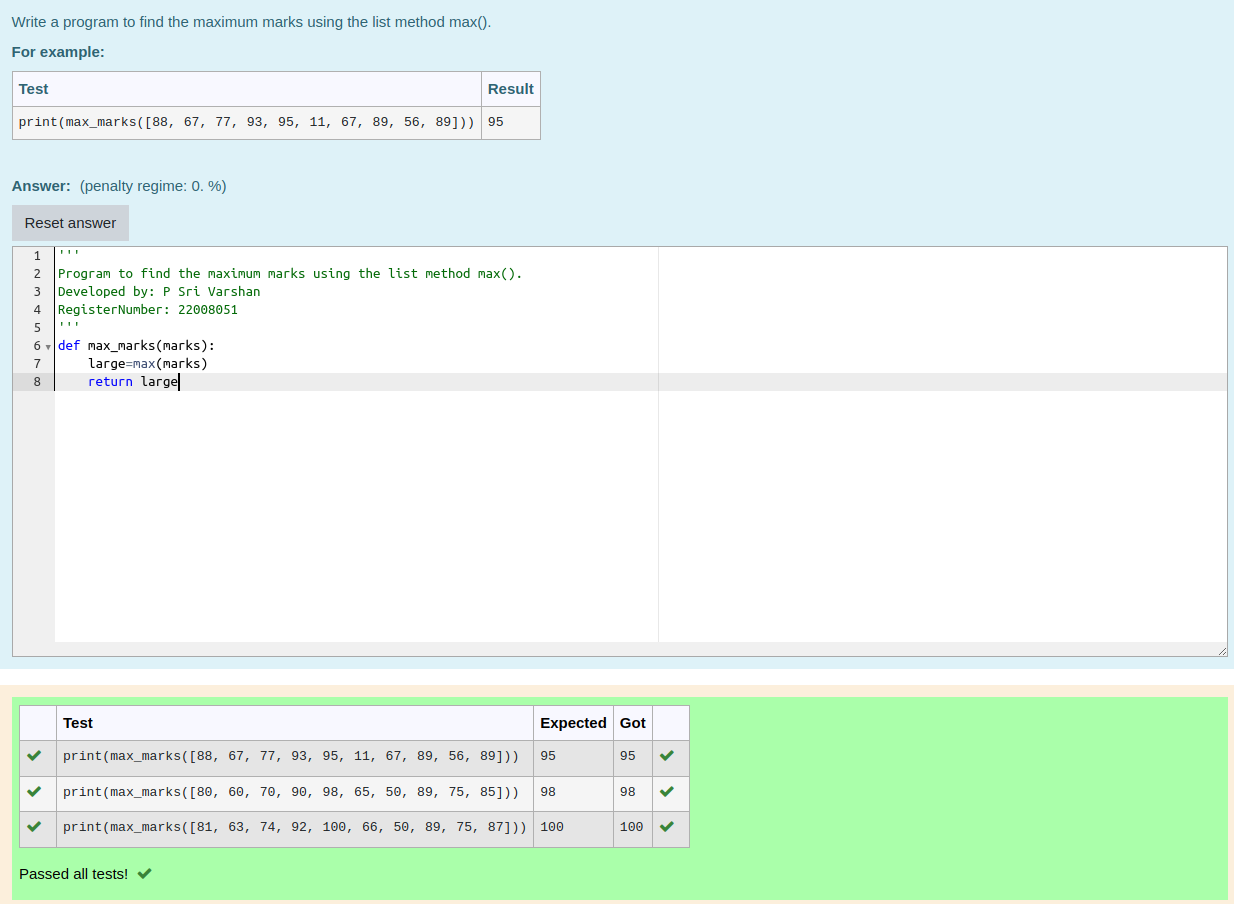 Write a program to find the maximum marks using the list method max().
For example:
Test Result
print(max_marks([88, 67, 77, 93, 95, 11, 67, 89, 56, 89])) 95
Answer: (penalty regime: 0. %)
Reset answer
1 '''
2 Program to find the maximum marks using the list method max().
3 Developed by: P Sri Varshan
4 RegisterNumber: 22008051
5 '''
6 def max_marks(marks):
7     large=max(marks)
8     return large
Test Expected Got
print(max_marks([88, 67, 77, 93, 95, 11, 67, 89, 56, 89])) 95 95
print(max_marks([80, 60, 70, 90, 98, 65, 50, 89, 75, 85])) 98 98
print(max_marks([81, 63, 74, 92, 100, 66, 50, 89, 75, 87])) 100 100
Passed all tests!